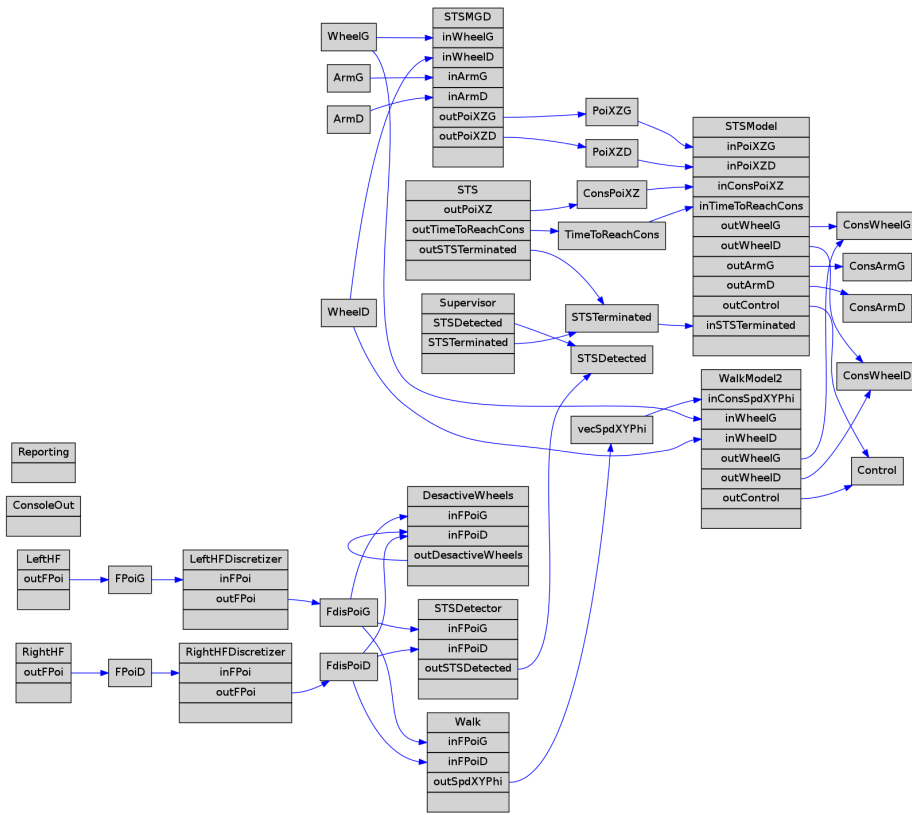 WheelG
ArmG
ArmD
WheelD
STSMGD
inWheelG
inWheelD
inArmG
inArmD
outPoiXZG
outPoiXZD
PoiXZG
PoiXZD
STS
outPoiXZ
outTimeToReachCons
outSTSTerminated
ConsPoiXZ
TimeToReachCons
Supervisor
STSDetected
STSTerminated
STSTerminated
STSDetected
STSModel
inPoiXZG
inPoiXZD
inConsPoiXZ
inTimeToReachCons
outWheelG
outWheelD
outArmG
outArmD
outControl
inSTSTerminated
ConsWheelG
ConsArmG
ConsArmD
ConsWheelD
Control
WalkModel2
inConsSpdXYPhi
inWheelG
inWheelD
outWheelG
outWheelD
outControl
vecSpdXYPhi
Reporting
ConsoleOut
LeftHF
outFPoi
FPoiG
LeftHFDiscretizer
inFPoi
outFPoi
FdisPoiG
RightHF
outFPoi
FPoiD
RightHFDiscretizer
inFPoi
outFPoi
FdisPoiD
DesactiveWheels
inFPoiG
inFPoiD
outDesactiveWheels
STSDetector
inFPoiG
inFPoiD
outSTSDetected
Walk
inFPoiG
inFPoiD
outSpdXYPhi